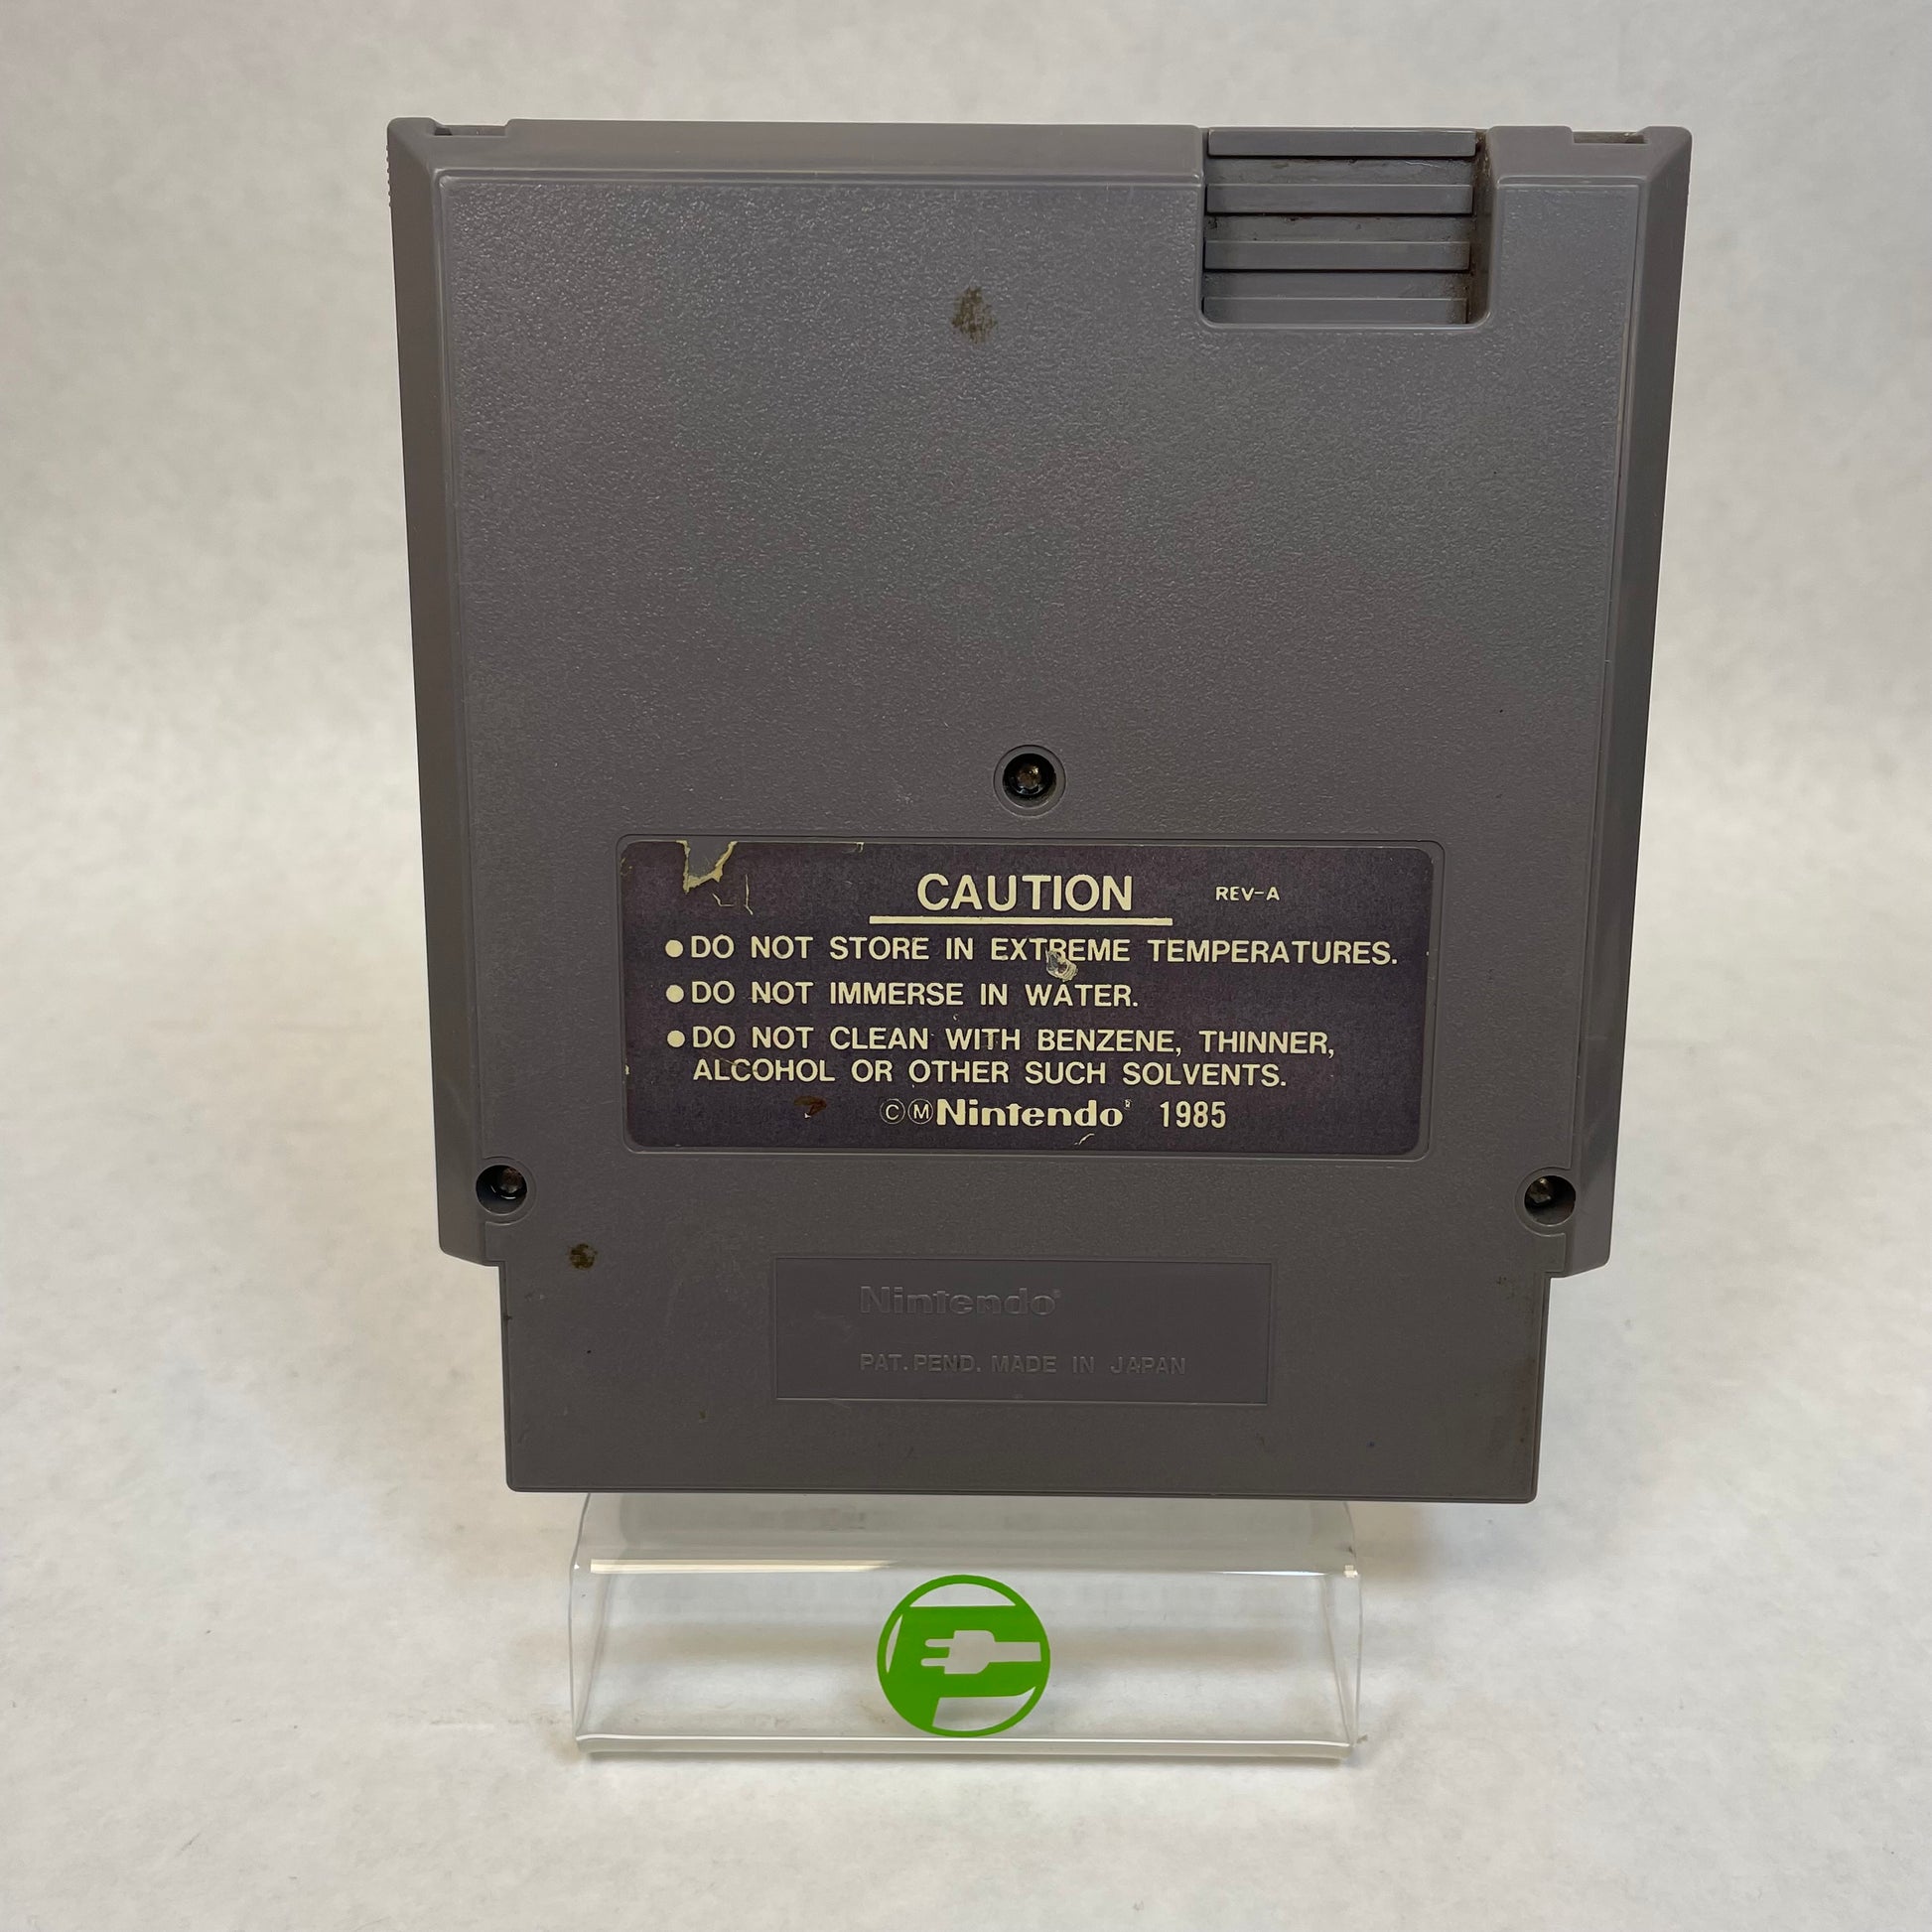 CAUTION REV-A
●DO NOT STORE IN EXTREME TEMPERATURES.
●DO NOT IMMERSE IN WATER.
●DO NOT CLEAN WITH BENZENE, THINNER,
ALCOHOL OR OTHER SUCH SOLVENTS.
©ⓂNintendo® 1985
Nintendo®
PAT. PEND. MADE IN JAPAN